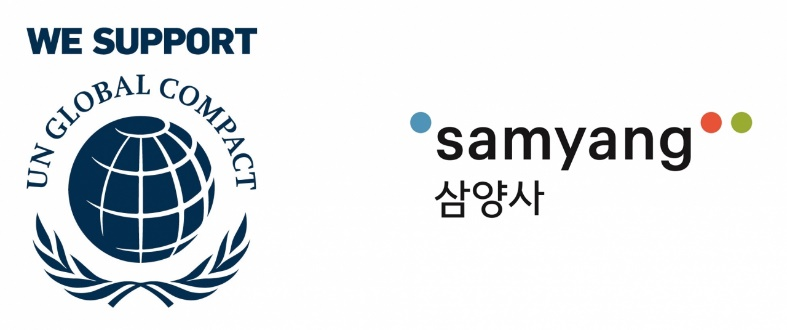 WE SUPPORT
UN GLOBAL COMPACT
samyang
삼양사